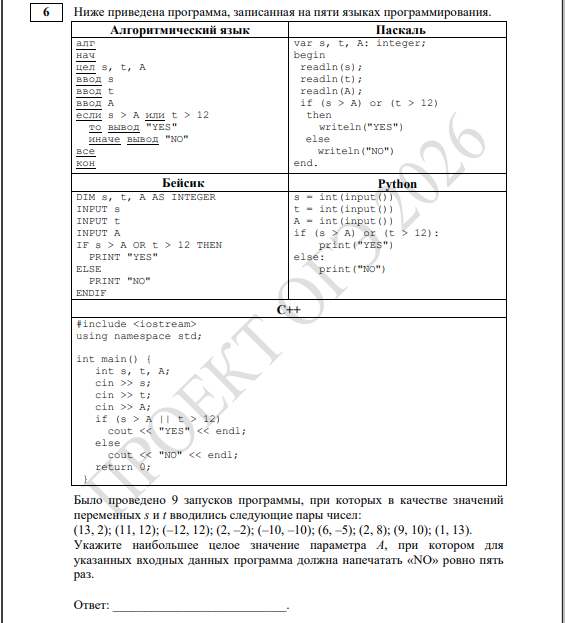 6 Ниже приведена программа, записанная на пяти языках программирования.
Алгоритмический язык
алг
нач
цел s, t, A
ввод s
ввод t
ввод A
если s > A или t > 12
то вывод "YES"
иначе вывод "NO"
все
кон
Паскаль
var s, t, A: integer;
begin
readln(s);
readln(t);
readln(A);
if (s > A) or (t > 12)
then
writeln("YES")
else
writeln("NO")
end.
Бейсик
DIM s, t, A AS INTEGER
INPUT s
INPUT t
INPUT A
IF s > A OR t > 12 THEN
PRINT "YES"
ELSE
PRINT "NO"
ENDIF
Python
s = int(input())
t = int(input())
A = int(input())
if (s > A) or (t > 12):
print("YES")
else:
print("NO")
C++
#include <iostream>
using namespace std;
int main() {
int s, t, A;
cin >> s;
cin >> t;
cin >> A;
if (s > A || t > 12)
cout << "YES" << endl;
else
cout << "NO" << endl;
return 0;
}
Было проведено 9 запусков программы, при которых в качестве значений
переменных s и t вводились следующие пары чисел:
(13, 2); (11, 12); (–12, 12); (2, –2); (–10, –10); (6, –5); (2, 8); (9, 10); (1, 13).
Укажите наибольшее целое значение параметра А, при котором для
указанных входных данных программа должна напечатать «NO» ровно пять
раз.
Ответ: ___________________________.
ПРОЕКТ ОГЭ 2026